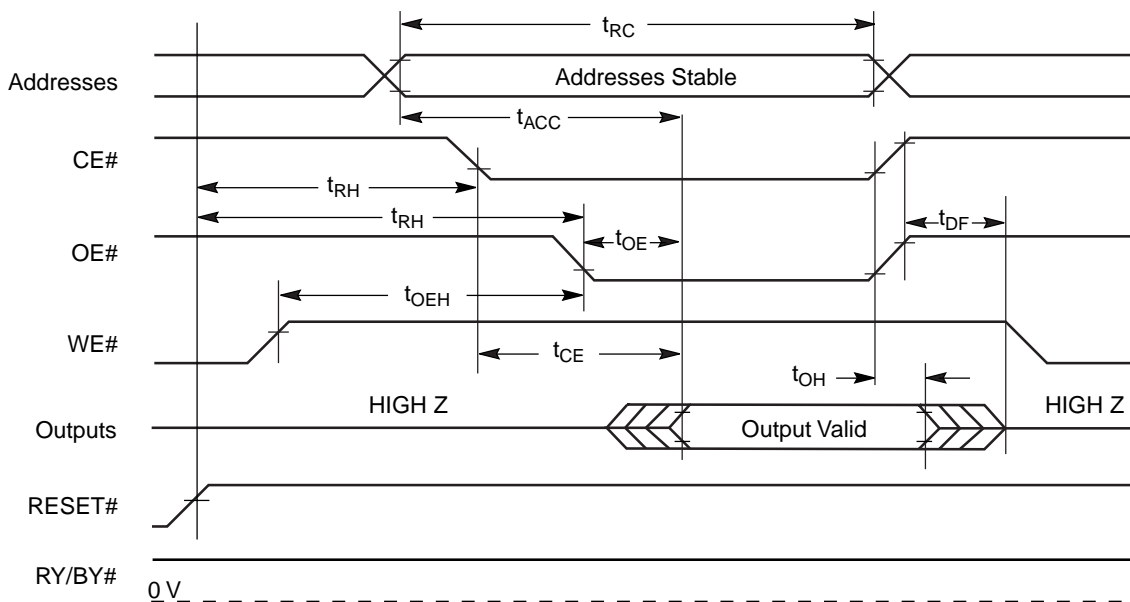 tRC
Addresses
Addresses Stable
tACC
CE#
tRH
tRH
tOE
tDF
OE#
tOEH
WE#
tCE
tOH
HIGH Z
HIGH Z
Outputs
Output Valid
RESET#
RY/BY#
0 V